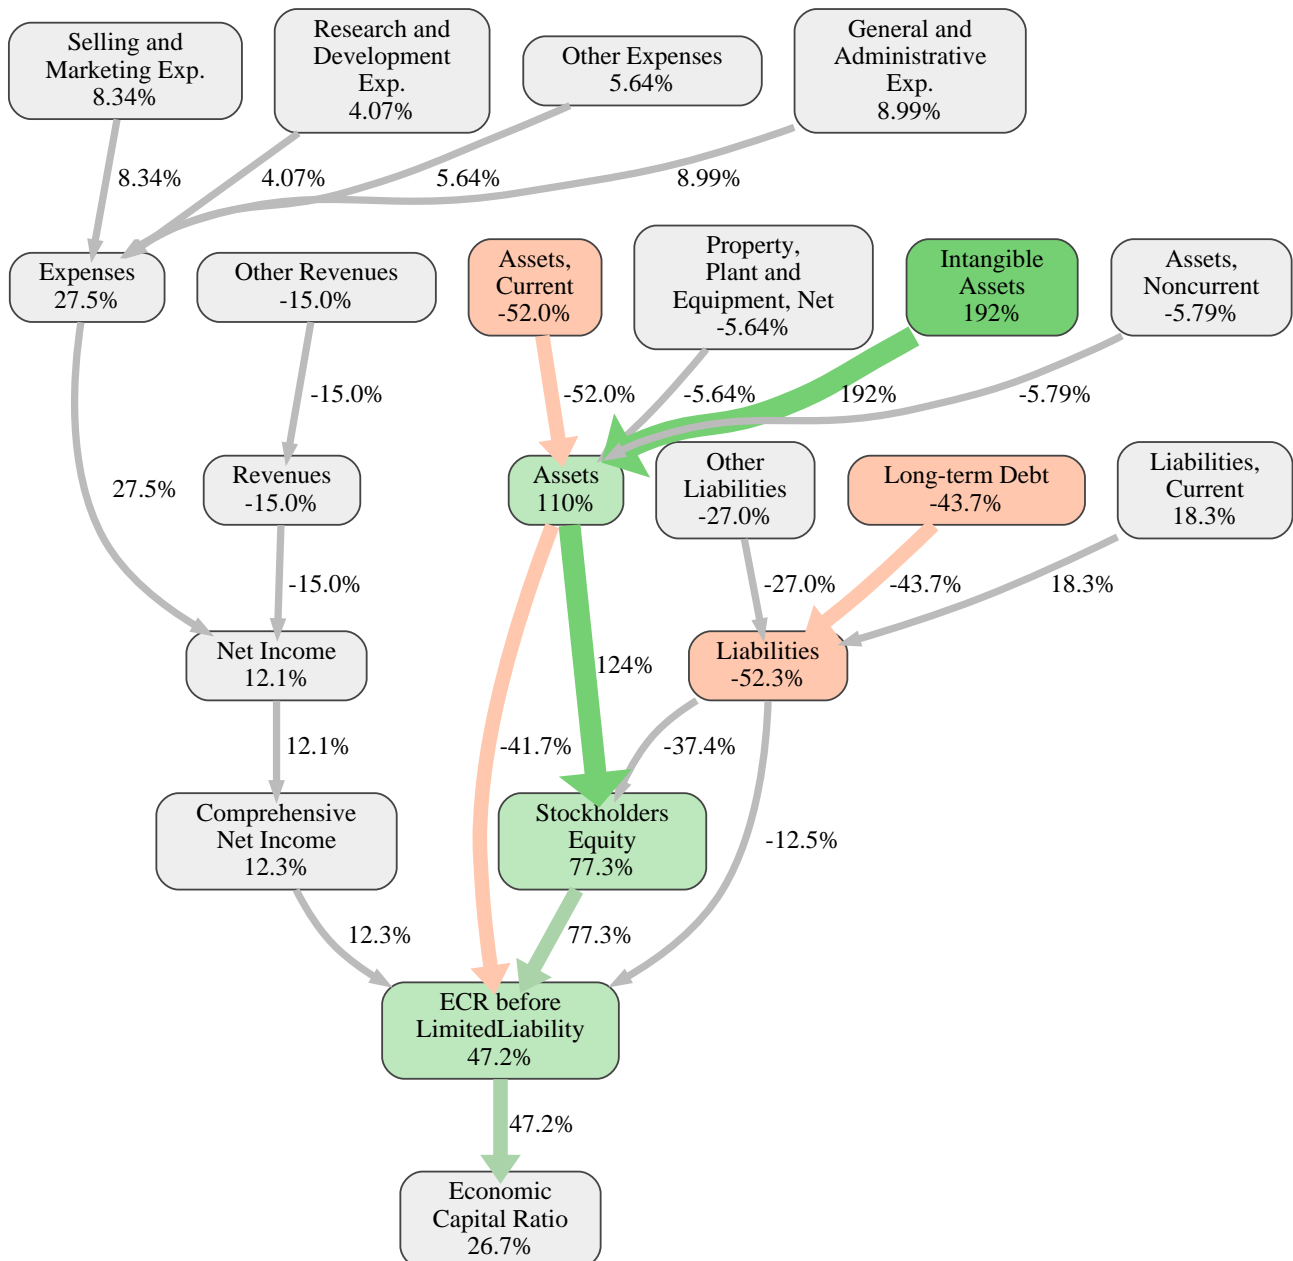 Selling and
Marketing Exp.
8.34%
Research and
Development
Exp.
4.07%
Other Expenses
5.64%
General and
Administrative
Exp.
8.99%
8.34%
4.07%
5.64%
8.99%
Expenses
27.5%
Other Revenues
-15.0%
Assets,
Current
-52.0%
Property,
Plant and
Equipment, Net
-5.64%
Intangible
Assets
192%
Assets,
Noncurrent
-5.79%
-15.0%
-52.0%
-5.64%
192%
-5.79%
27.5%
Revenues
-15.0%
Assets
110%
Other
Liabilities
-27.0%
Long-term Debt
-43.7%
Liabilities,
Current
18.3%
-15.0%
-27.0%
-43.7%
18.3%
Net Income
12.1%
124%
Liabilities
-52.3%
12.1%
-41.7%
-37.4%
-12.5%
Comprehensive
Net Income
12.3%
Stockholders
Equity
77.3%
12.3%
77.3%
ECR before
LimitedLiability
47.2%
47.2%
Economic
Capital Ratio
26.7%